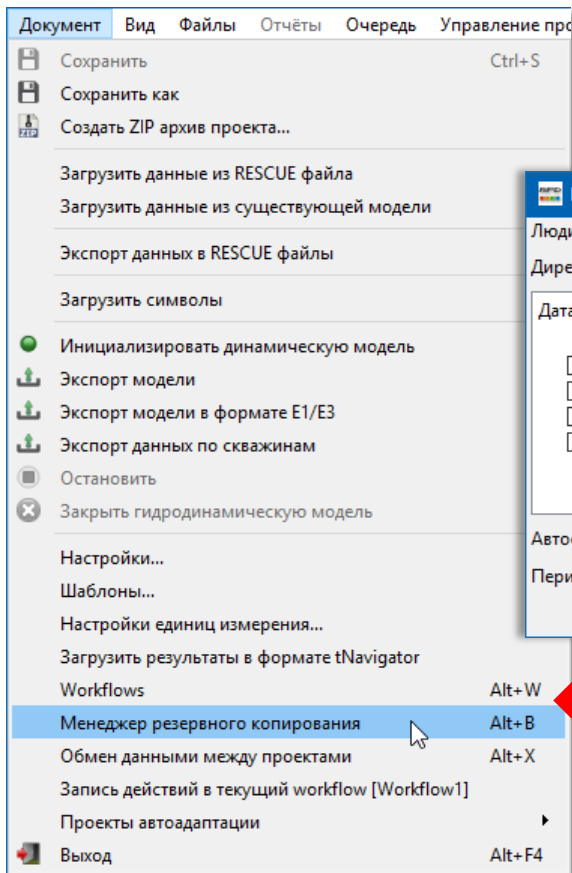 Документ Вид Файлы Отчёты Очередь Управление
Сохранить Ctrl+S
Сохранить как
ZIP Создать ZIP архив проекта...
Загрузить данные из RESCUE файла
Загрузить данные из существующей модели
Экспорт данных в RESCUE файлы
Загрузить символы
Инициализировать динамическую модель
Экспорт модели
Экспорт модели в формате E1/E3
Экспорт данных по скважинам
Остановить
Закрыть гидродинамическую модель
Настройки...
Шаблоны...
Настройки единиц измерения...
Загрузить результаты в формате tNavigator
Workflows Alt+W
Менеджер резервного копирования Alt+B
Обмен данными между проектами Alt+X
Запись действий в текущий workflow [Workflow1]
Проекты автоадаптации
Выход Alt+F4
Дата